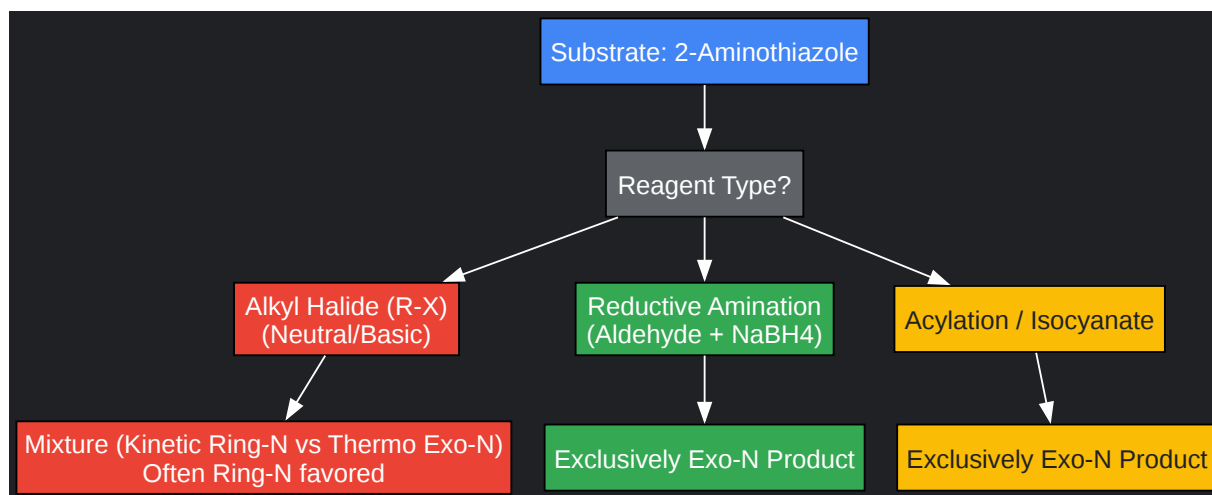 Substrate: 2-Aminothiazole
Reagent Type?
Alkyl Halide (R-X)
(Neutral/Basic)
Reductive Amination
(Aldehyde + NaBH4)
Acylation / Isocyanate
Mixture (Kinetic Ring-N vs Thermo Exo-N)
Often Ring-N favored
Exclusively Exo-N Product
Exclusively Exo-N Product